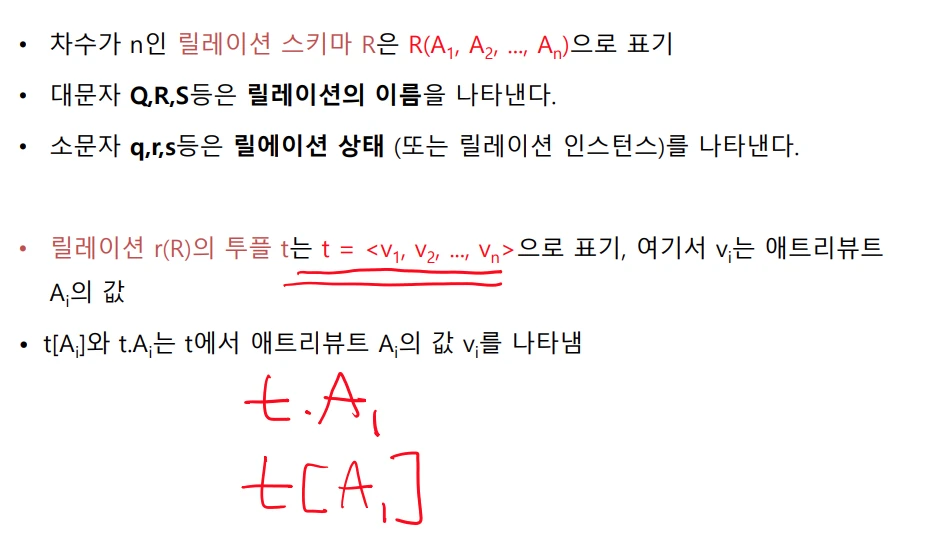 • 차수가 n인 릴레이션 스키마 R은 R(A₁, A₂, ..., Aₙ)으로 표기
• 대문자 Q,R,S등은 릴레이션의 이름을 나타낸다.
• 소문자 q,r,s등은 릴에이션 상태 (또는 릴레이션 인스턴스)를 나타낸다.
• 릴레이션 r(R)의 투플 t는 t = <v₁, v₂, ..., vₙ>으로 표기, 여기서 vᵢ는 애트리뷰트
Aᵢ의 값
• t[Aᵢ]와 t.Aᵢ는 t에서 애트리뷰트 Aᵢ의 값 vᵢ를 나타냄
t.A₁
t[A₁]